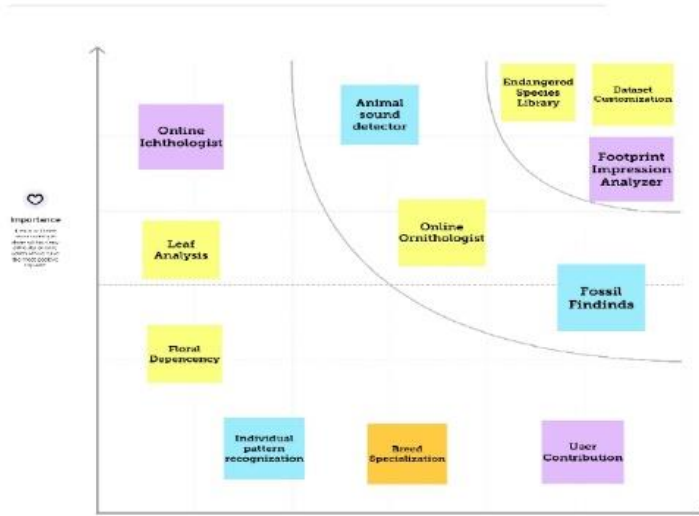 Endangered
Species
Library
Dataset
Customization
Animal
sound
detector
Online
Ichthologist
Footprint
Impression
Analyzer
Online
Ornithologist
Leaf
Analysis
Importance
Fossil
Findinds
Floral
Depencency
Individual
pattern
recognization
Breed
Specialization
User
Contribution